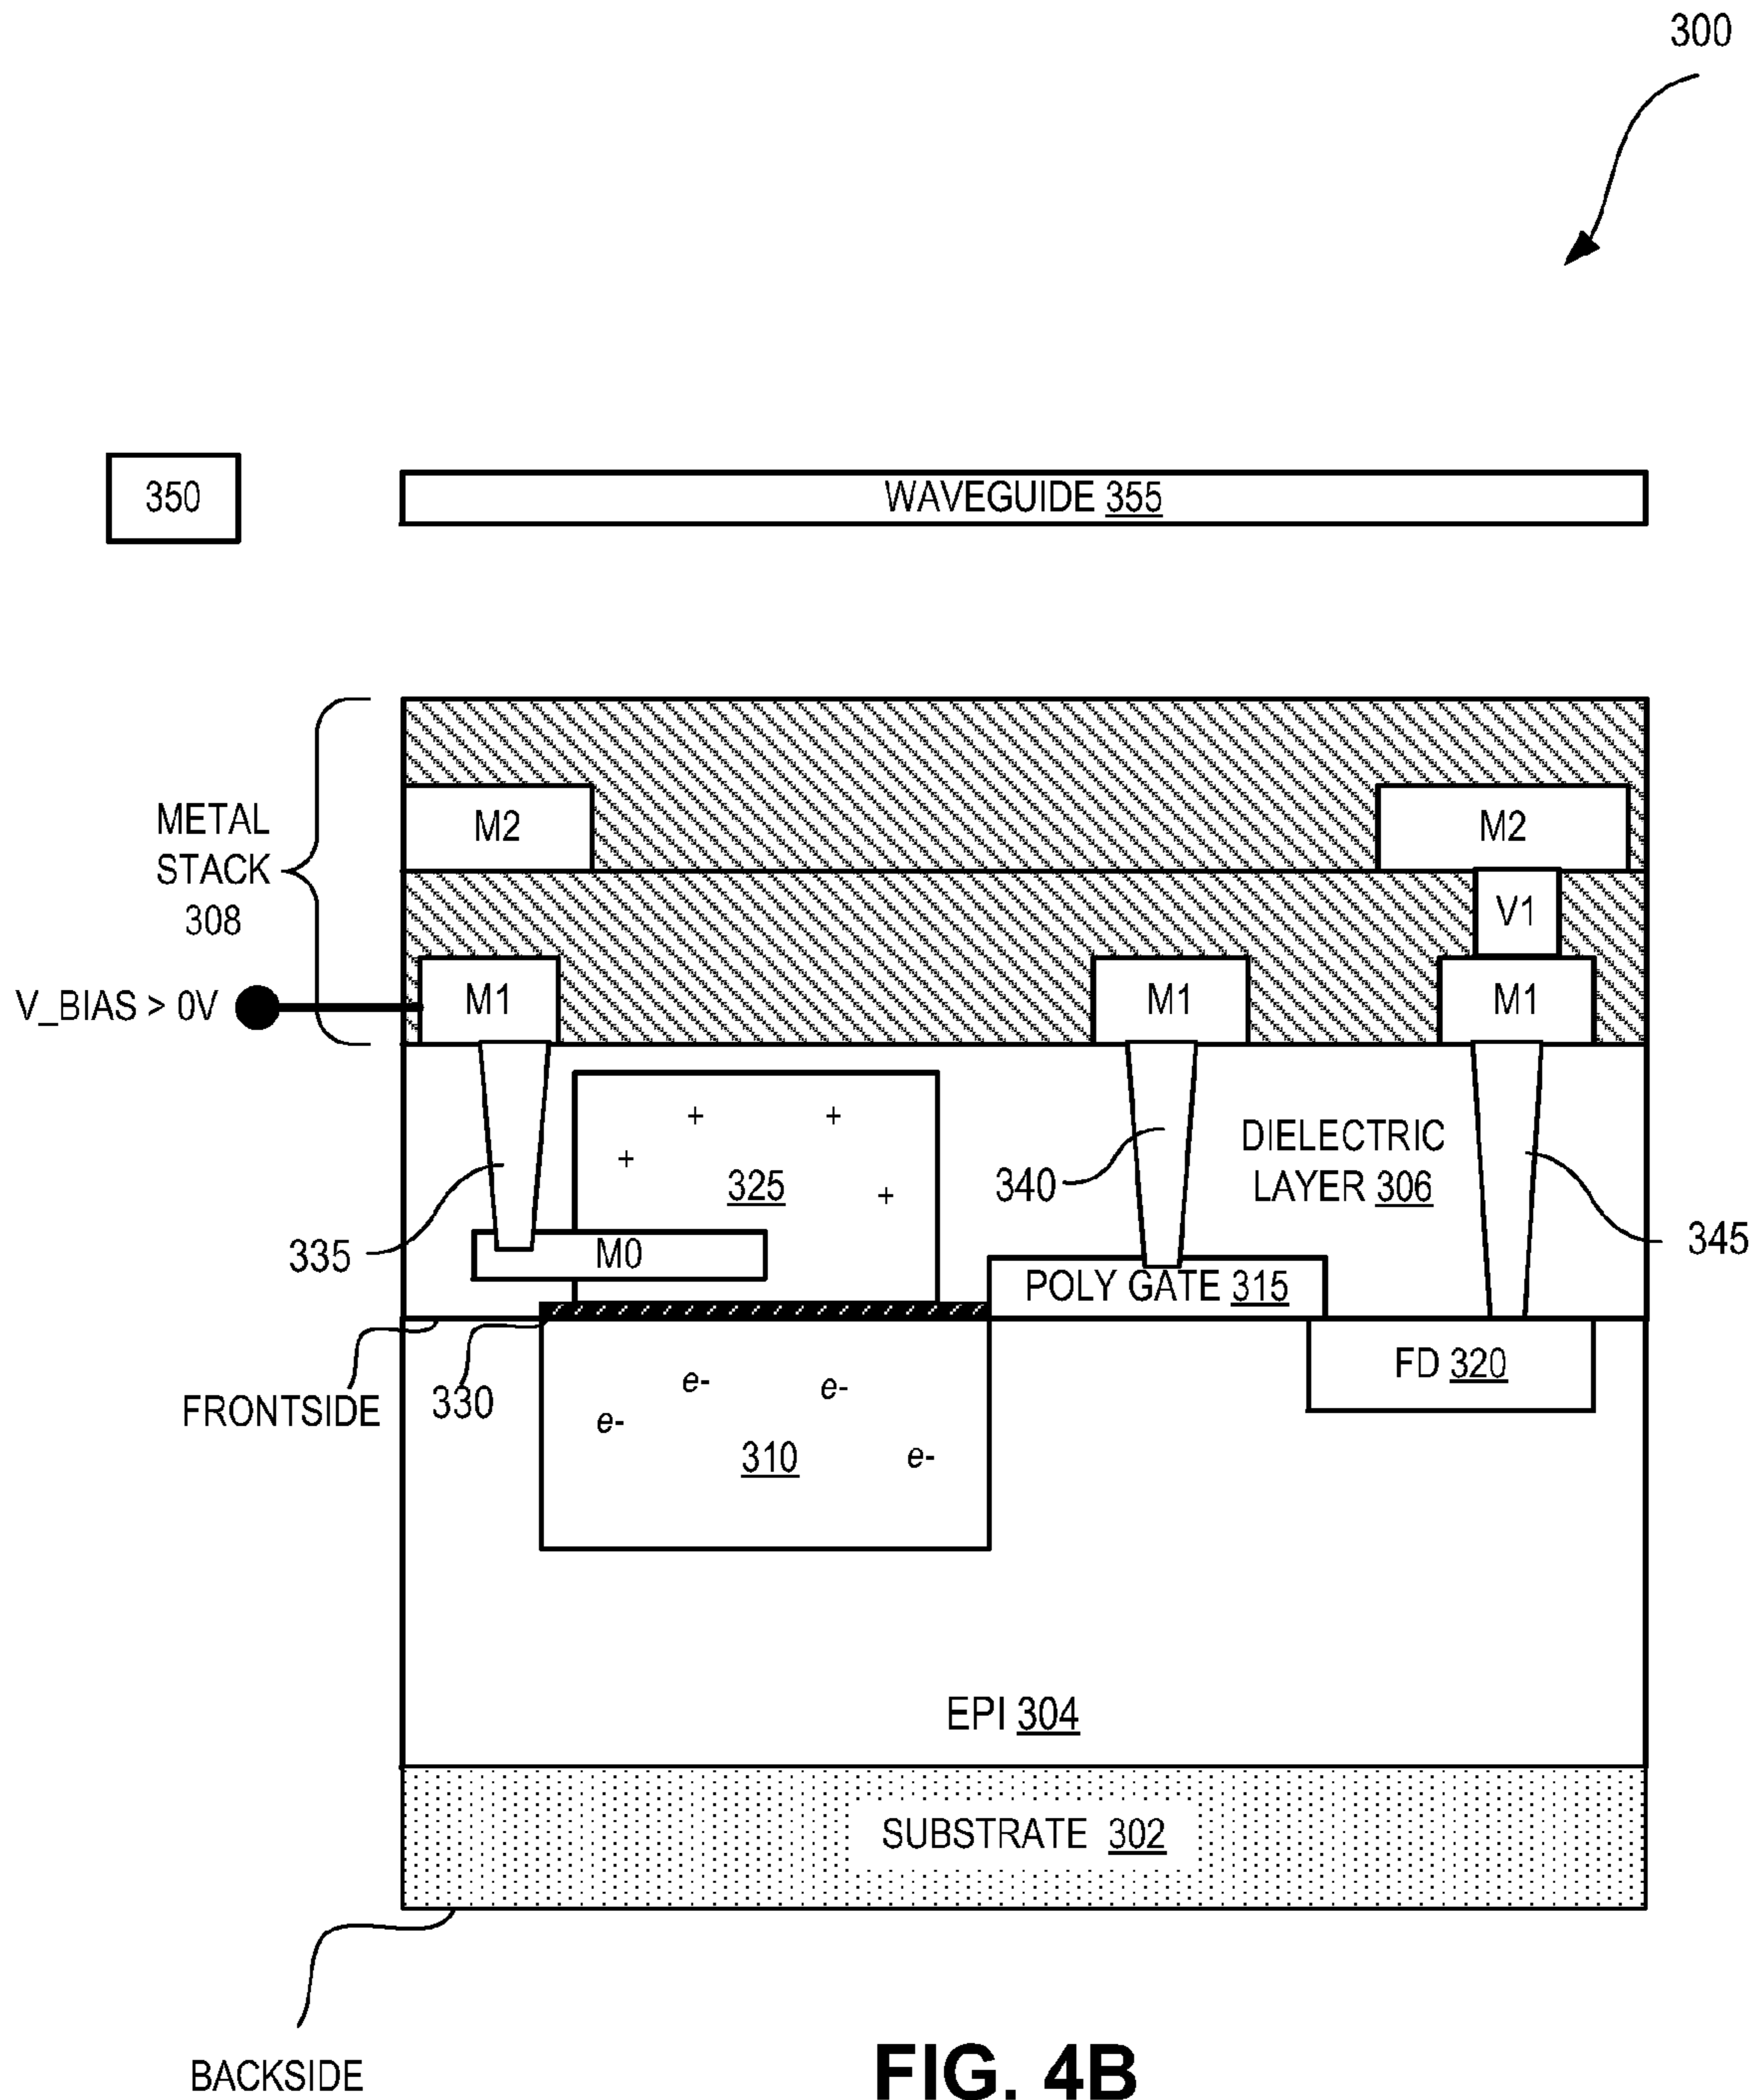 300
350
WAVEGUIDE 355
METAL
STACK
308
M2
M2
V1
V_BIAS > 0V
M1
M1
M1
+
+
+
+
325
DIELECTRIC
LAYER 306
340
335
345
M0
POLY GATE 315
FRONTSIDE
330
FD 320
e-
e-
e-
e-
310
EPI 304
SUBSTRATE 302
BACKSIDE
FIG. 4B